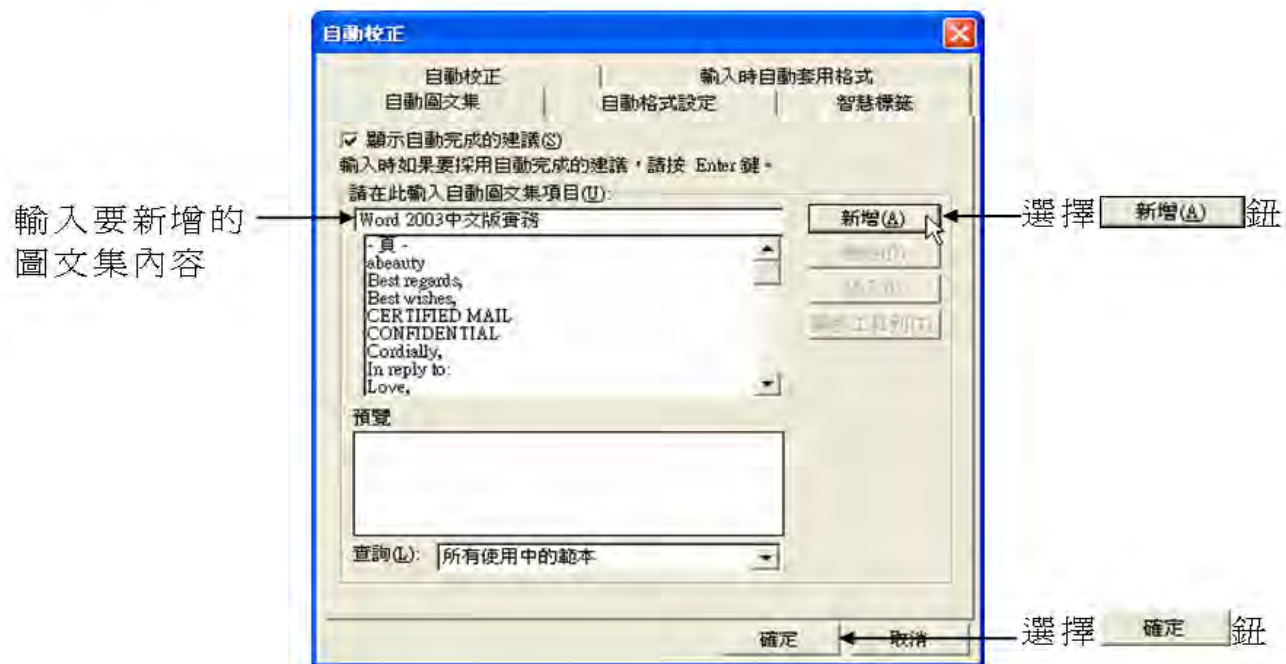 自動校正
自動校正 輸入時自動套用格式
自動圖文集 自動格式設定 智慧標籤
顯示自動完成的建議(S)
輸入時如果要採用自動完成的建議，請按 Enter 鍵。
請在此輸入自動圖文集項目(U):
輸入要新增的
圖文集內容
Word 2003中文版實務
新增(A)
選擇 新增(A) 鈕
- 頁 -
abeauty
Best regards,
Best wishes,
CERTIFIED MAIL
CONFIDENTIAL
Cordially,
In reply to:
Love,
預覽
查詢(L): 所有使用中的範本
確定 取消
選擇 確定 鈕